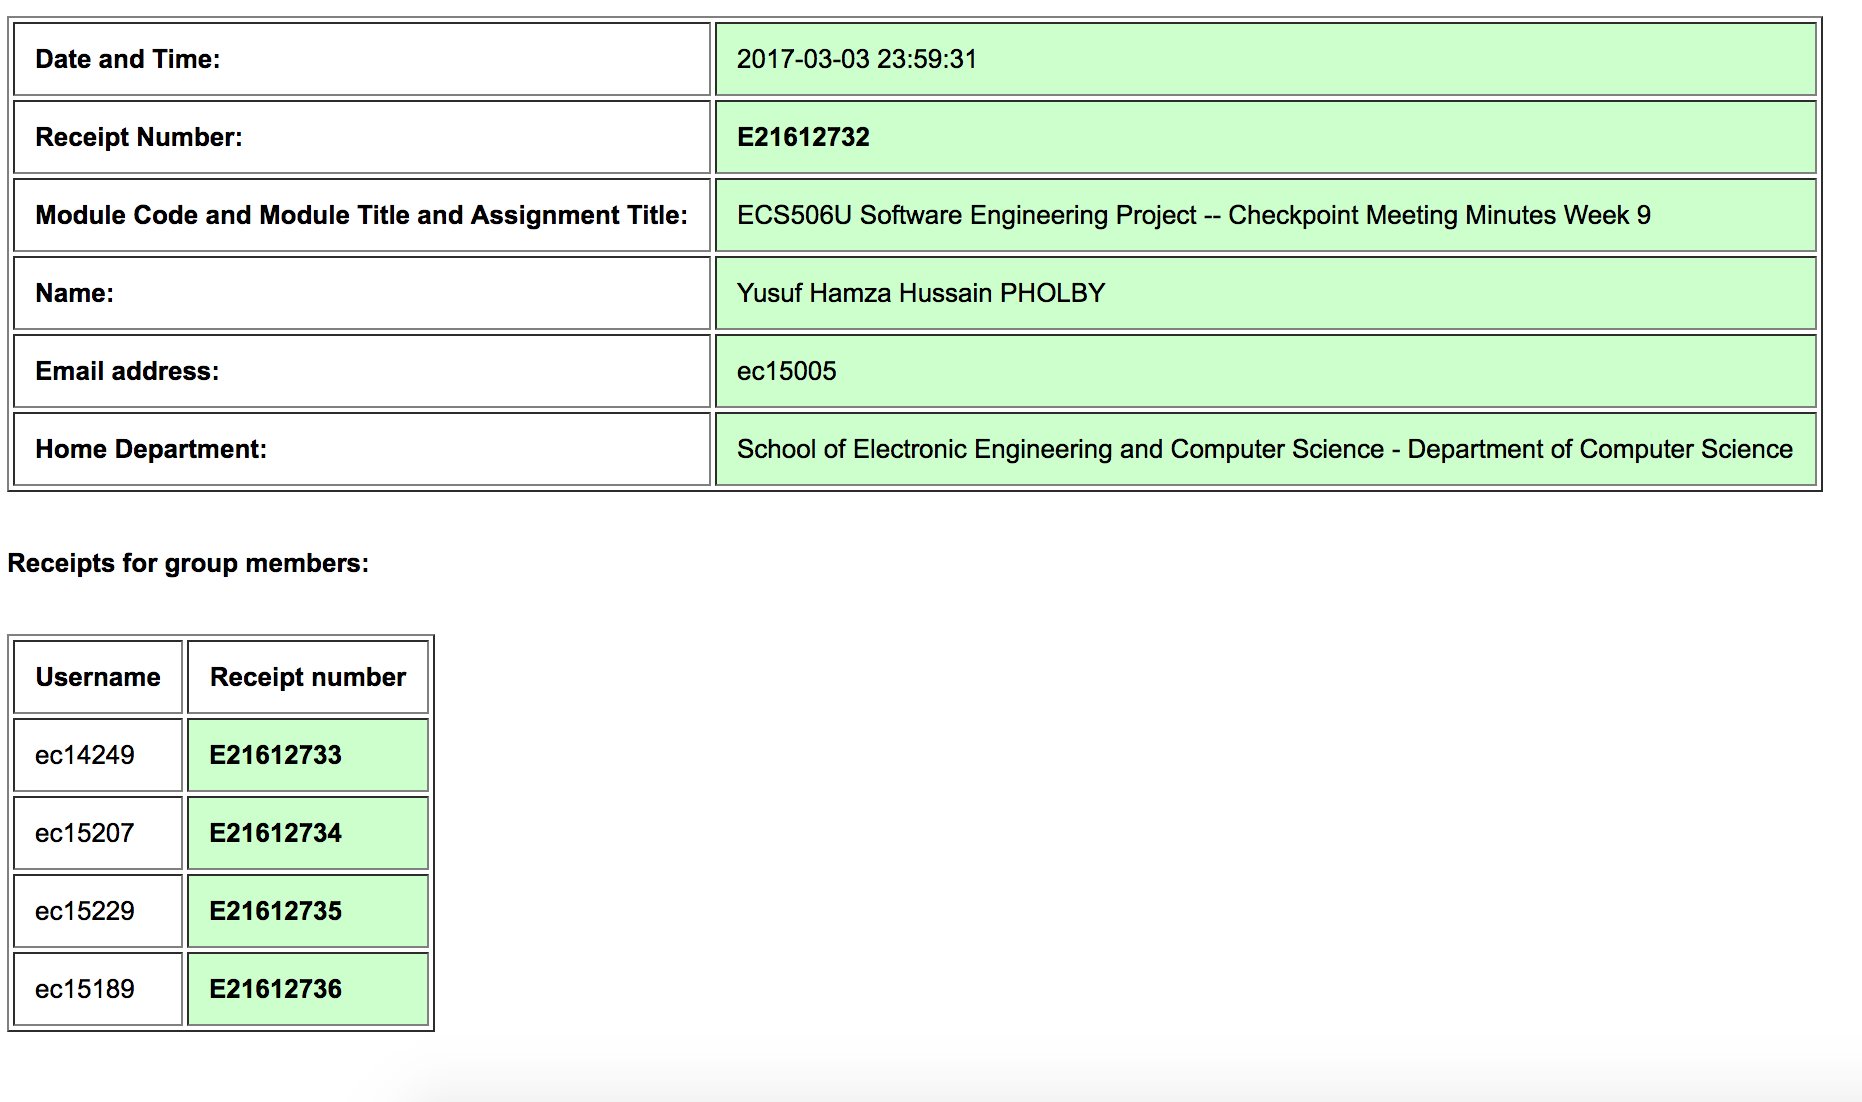 Date and Time: 2017-03-03 23:59:31
Receipt Number: E21612732
Module Code and Module Title and Assignment Title: ECS506U Software Engineering Project -- Checkpoint Meeting Minutes Week 9
Name: Yusuf Hamza Hussain PHOLBY
Email address: ec15005
Home Department: School of Electronic Engineering and Computer Science - Department of Computer Science
Receipts for group members:
Username Receipt number
ec14249 E21612733
ec15207 E21612734
ec15229 E21612735
ec15189 E21612736